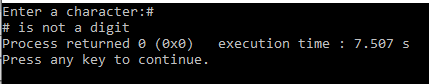 Enter a character:#
# is not a digit
Process returned 0 (0x0)   execution time : 7.507 s
Press any key to continue.